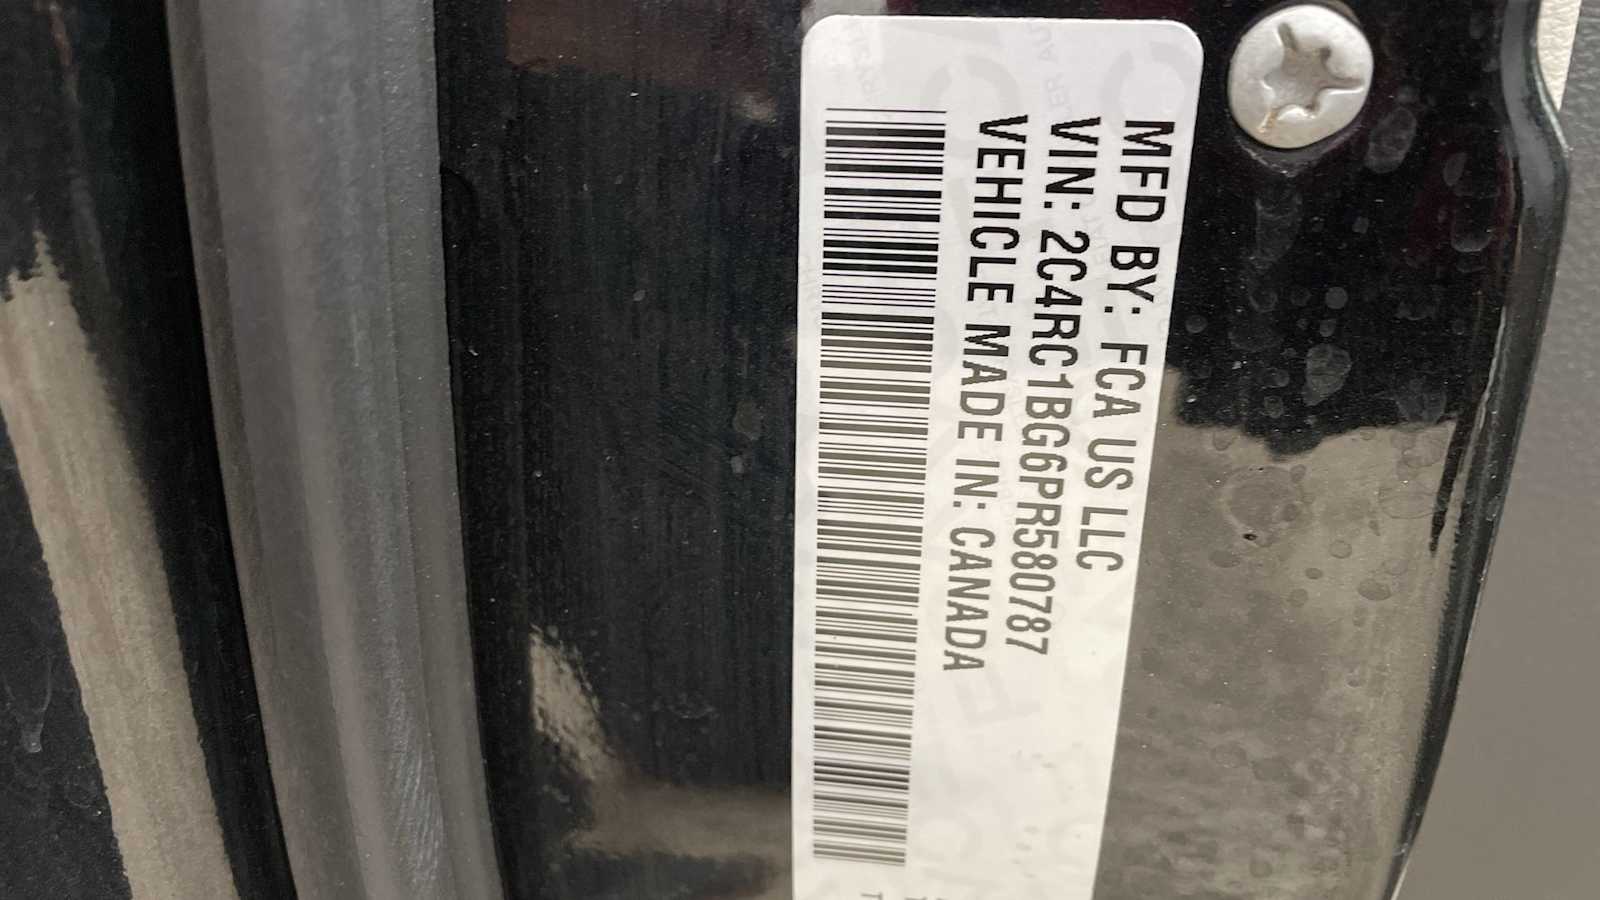 MFD BY: FCA US LLC
VIN: 2C4RC1BG6PR580787
VEHICLE MADE IN: CANADA